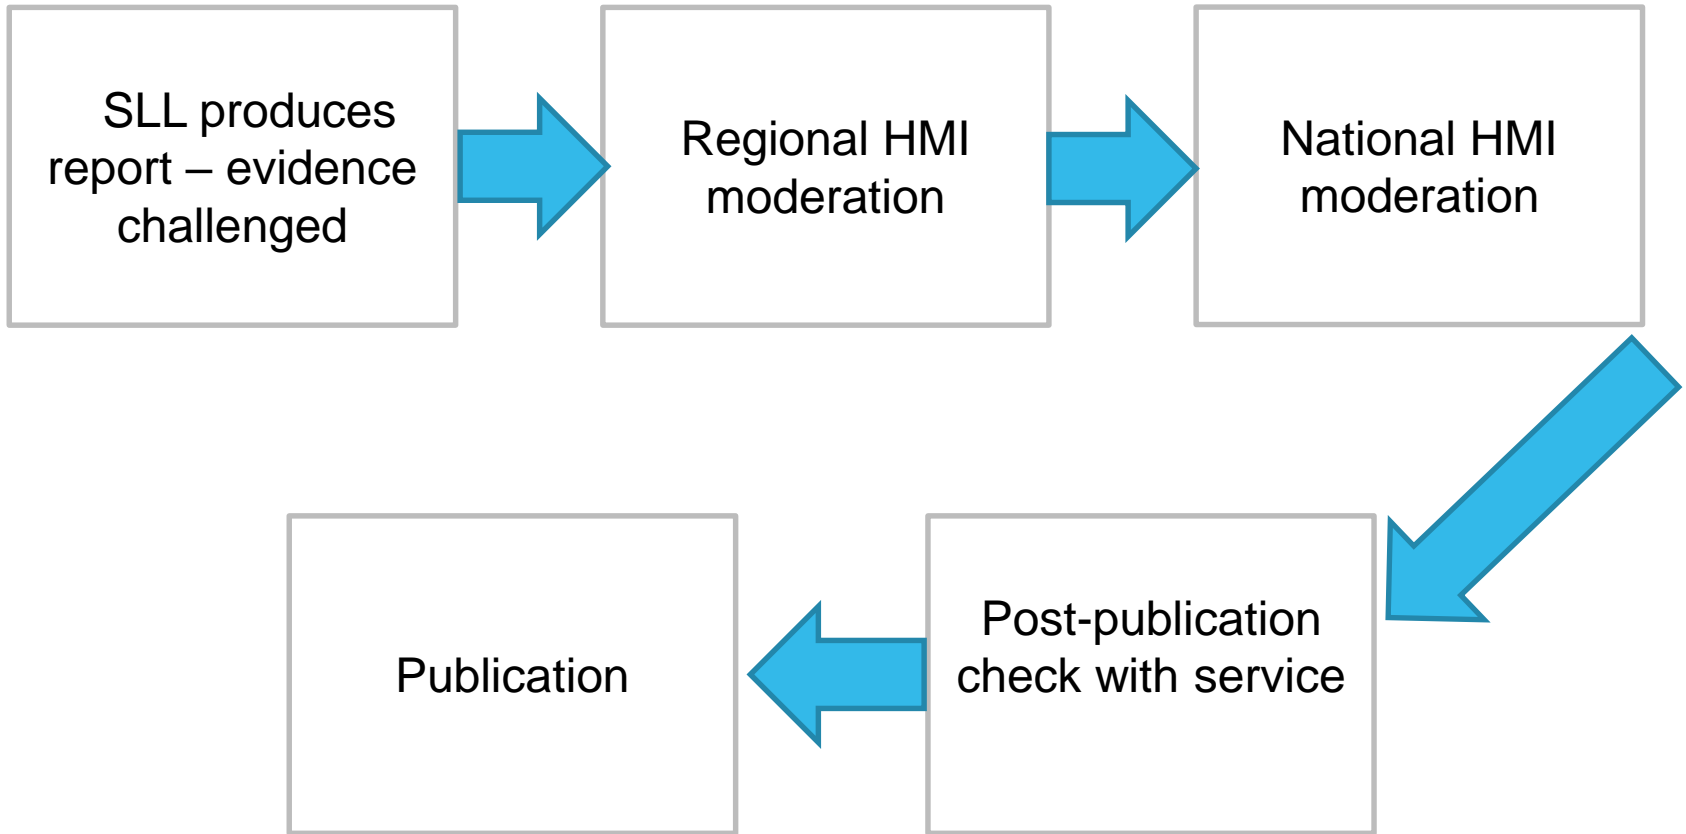 SLL produces
report – evidence
challenged
Regional HMI
moderation
National HMI
moderation
Post-publication
check with service
Publication